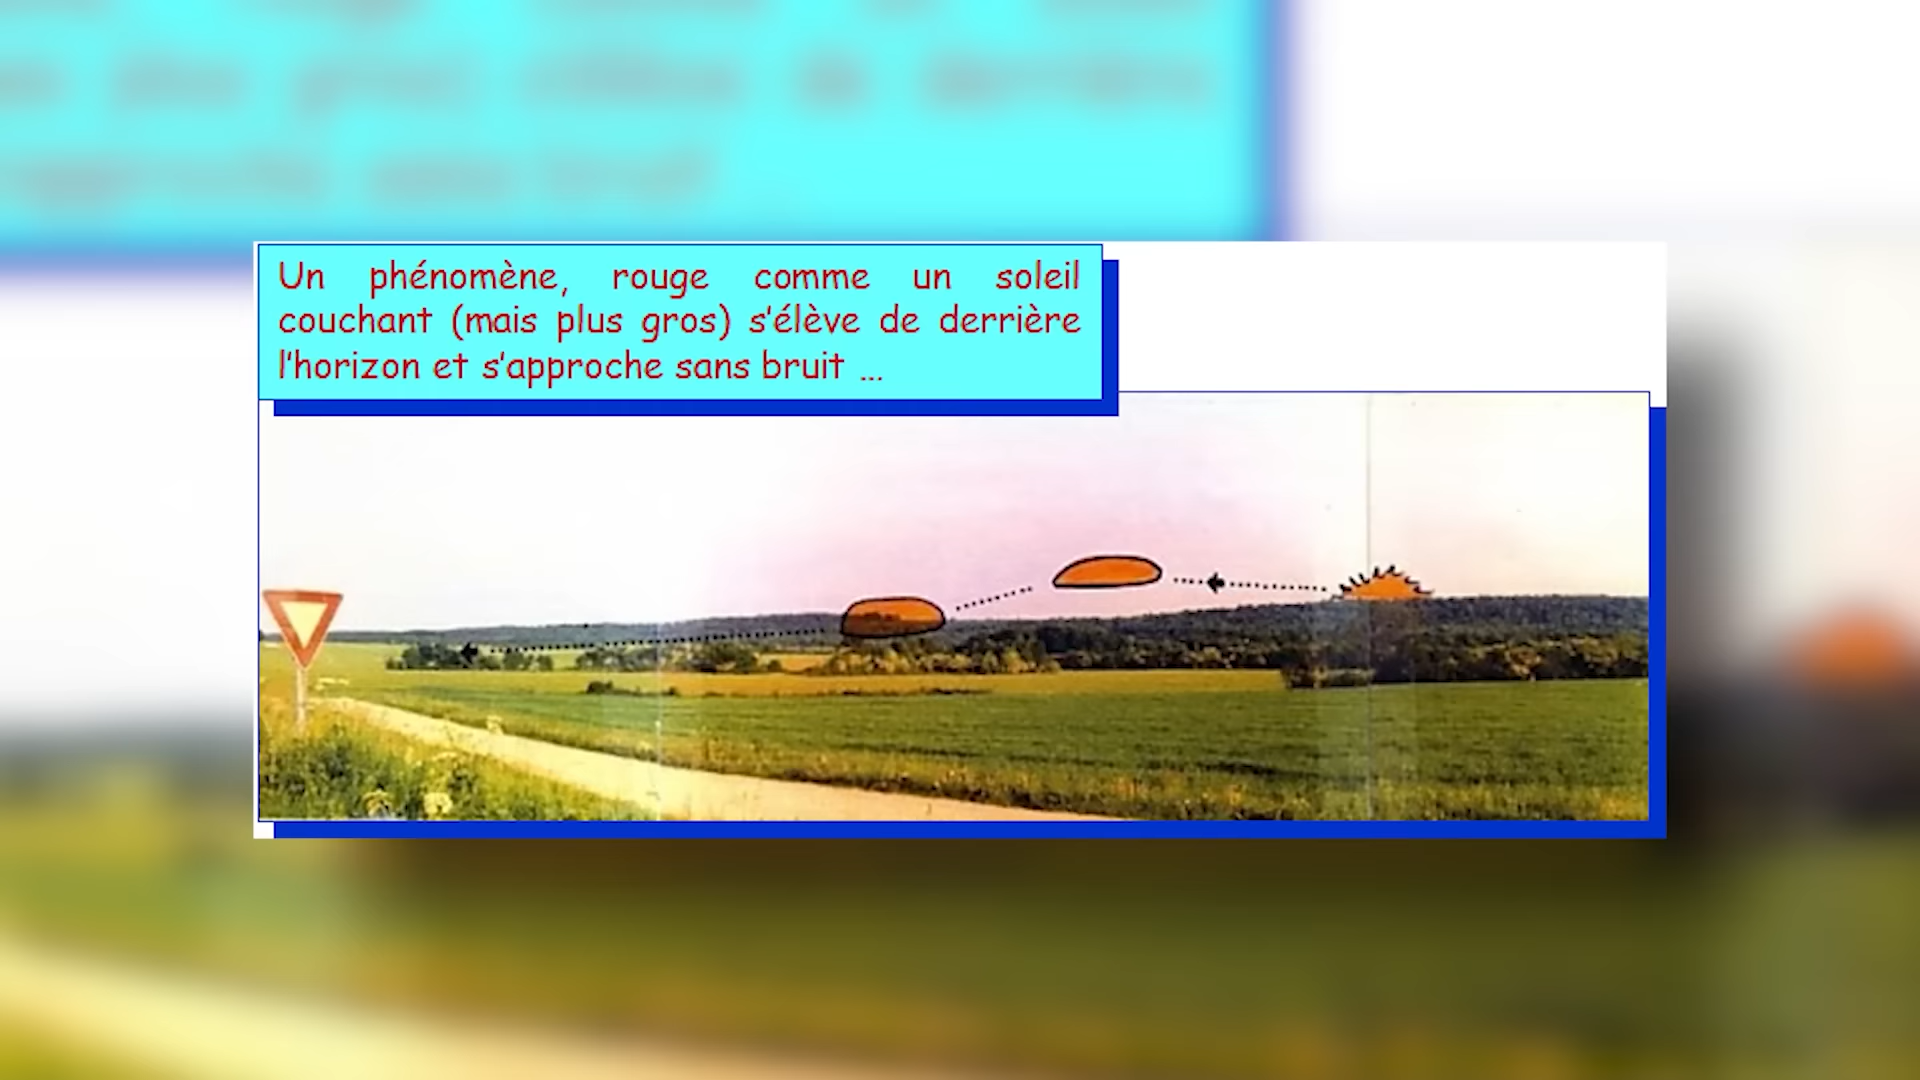 Un phénomène, rouge comme un soleil
couchant (mais plus gros) s'élève de derrière
l'horizon et s'approche sans bruit ...